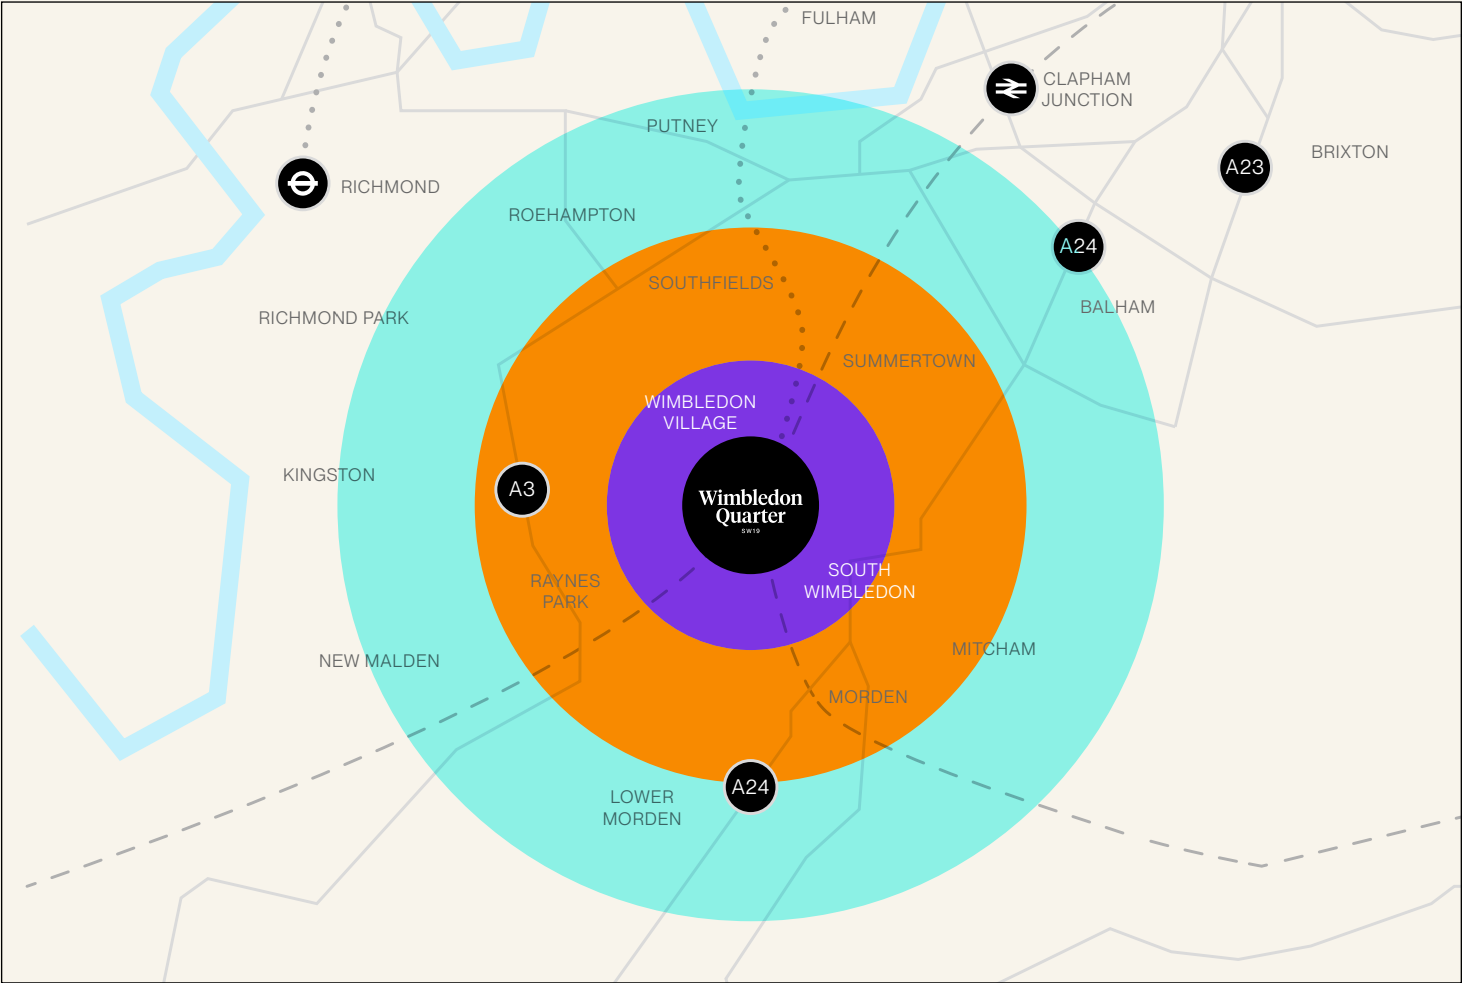 FULHAM
CLAPHAM
JUNCTION
PUTNEY
BRIXTON
A23
RICHMOND
ROEHAMPTON
A24
SOUTHFIELDS
BALHAM
RICHMOND PARK
SUMMERTOWN
WIMBLEDON
VILLAGE
KINGSTON
A3
Wimbledon
Quarter
SW19
RAYNES
PARK
SOUTH
WIMBLEDON
MITCHAM
NEW MALDEN
MORDEN
A24
LOWER
MORDEN